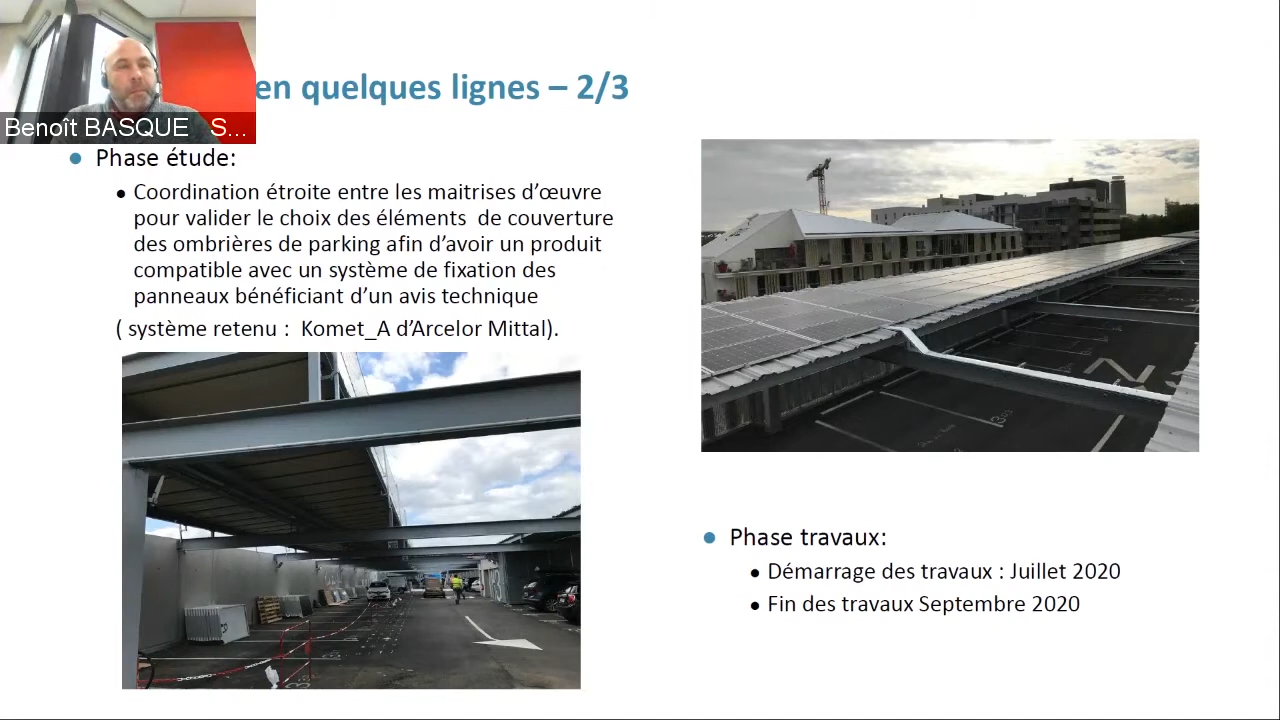 en quelques lignes – 2/3
Benoît BASQUE S...
Phase étude:
Coordination étroite entre les maitrises d’œuvre
pour valider le choix des éléments de couverture
des ombrières de parking afin d’avoir un produit
compatible avec un système de fixation des
panneaux bénéficiant d’un avis technique
( système retenu : Komet_A d’Arcelor Mittal).
Phase travaux:
Démarrage des travaux : Juillet 2020
Fin des travaux Septembre 2020